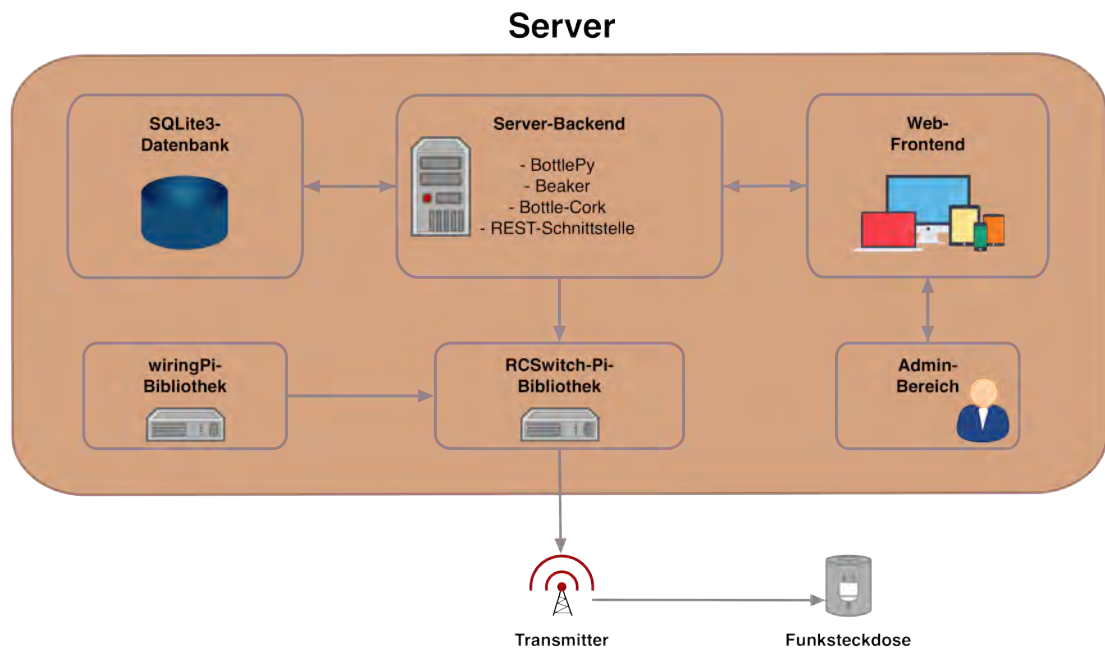 Server
SQLite3-
Datenbank
Server-Backend
- BottlePy
- Beaker
- Bottle-Cork
- REST-Schnittstelle
Web-
Frontend
wiringPi-
Bibliothek
RCSwitch-Pi-
Bibliothek
Admin-
Bereich
Transmitter
Funksteckdose